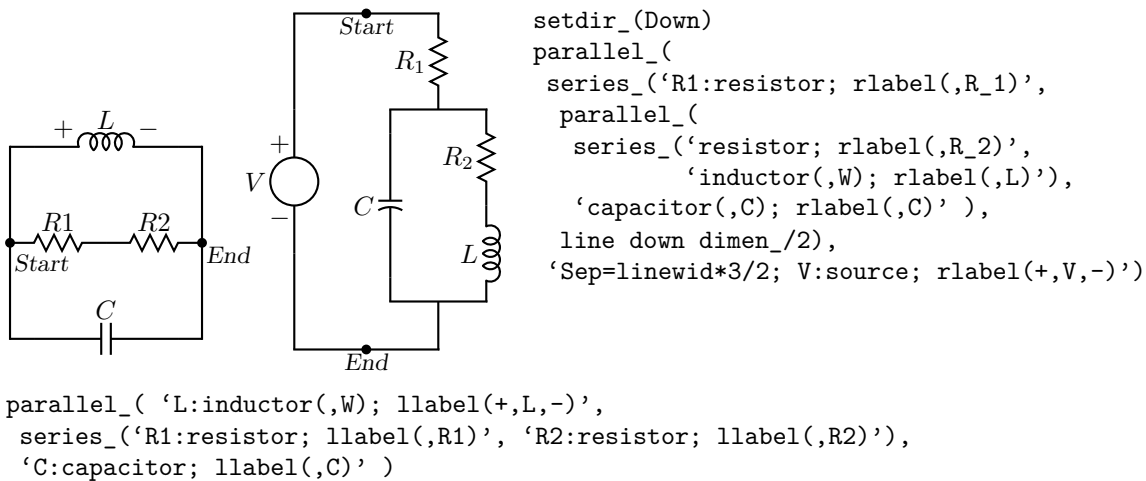 Start
R₁
+
L
−
R1
R2
Start
End
C
+
V
−
R₂
C
L
End
setdir_(Down)
parallel_(
series_(‘R1:resistor; rlabel(,R_1)’,
parallel_(
series_(‘resistor; rlabel(,R_2)’,
‘inductor(,W); rlabel(,L)’),
‘capacitor(,C); rlabel(,C)’ ),
line down dimen_/2),
‘Sep=linewid*3/2; V:source; rlabel(+,V,-)’)
parallel_( ‘L:inductor(,W); llabel(+,L,-)’,
series_(‘R1:resistor; llabel(,R1)’, ‘R2:resistor; llabel(,R2)’),
‘C:capacitor; llabel(,C)’ )